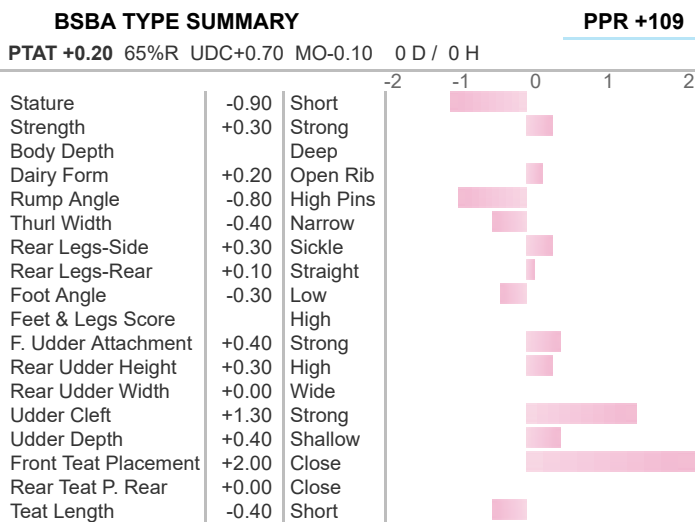 BSBA TYPE SUMMARY PPR +109
PTAT +0.20 65%R UDC+0.70 MO-0.10 0 D / 0 H
-2 -1 0 1 2
Stature -0.90 Short
Strength +0.30 Strong
Body Depth Deep
Dairy Form +0.20 Open Rib
Rump Angle -0.80 High Pins
Thurl Width -0.40 Narrow
Rear Legs-Side +0.30 Sickle
Rear Legs-Rear +0.10 Straight
Foot Angle -0.30 Low
Feet & Legs Score High
F. Udder Attachment +0.40 Strong
Rear Udder Height +0.30 High
Rear Udder Width +0.00 Wide
Udder Cleft +1.30 Strong
Udder Depth +0.40 Shallow
Front Teat Placement +2.00 Close
Rear Teat P. Rear +0.00 Close
Teat Length -0.40 Short